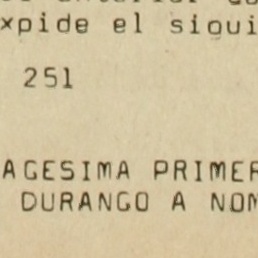 xpide el sigui
251
AGESIMA PRIMER
DURANGO A NOM